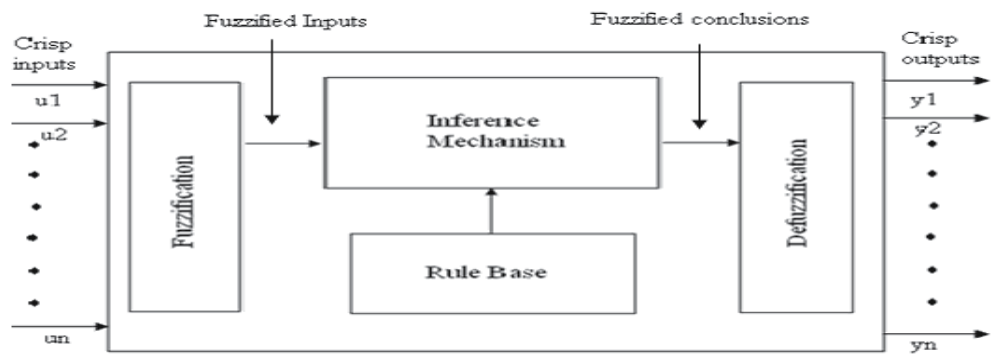 Fuzzified Inputs
Fuzzified conclusions
Crisp
inputs
u1
u2
un
Fuzzification
Inference
Mechanism
Rule Base
Defuzzification
Crisp
outputs
y1
y2
yn